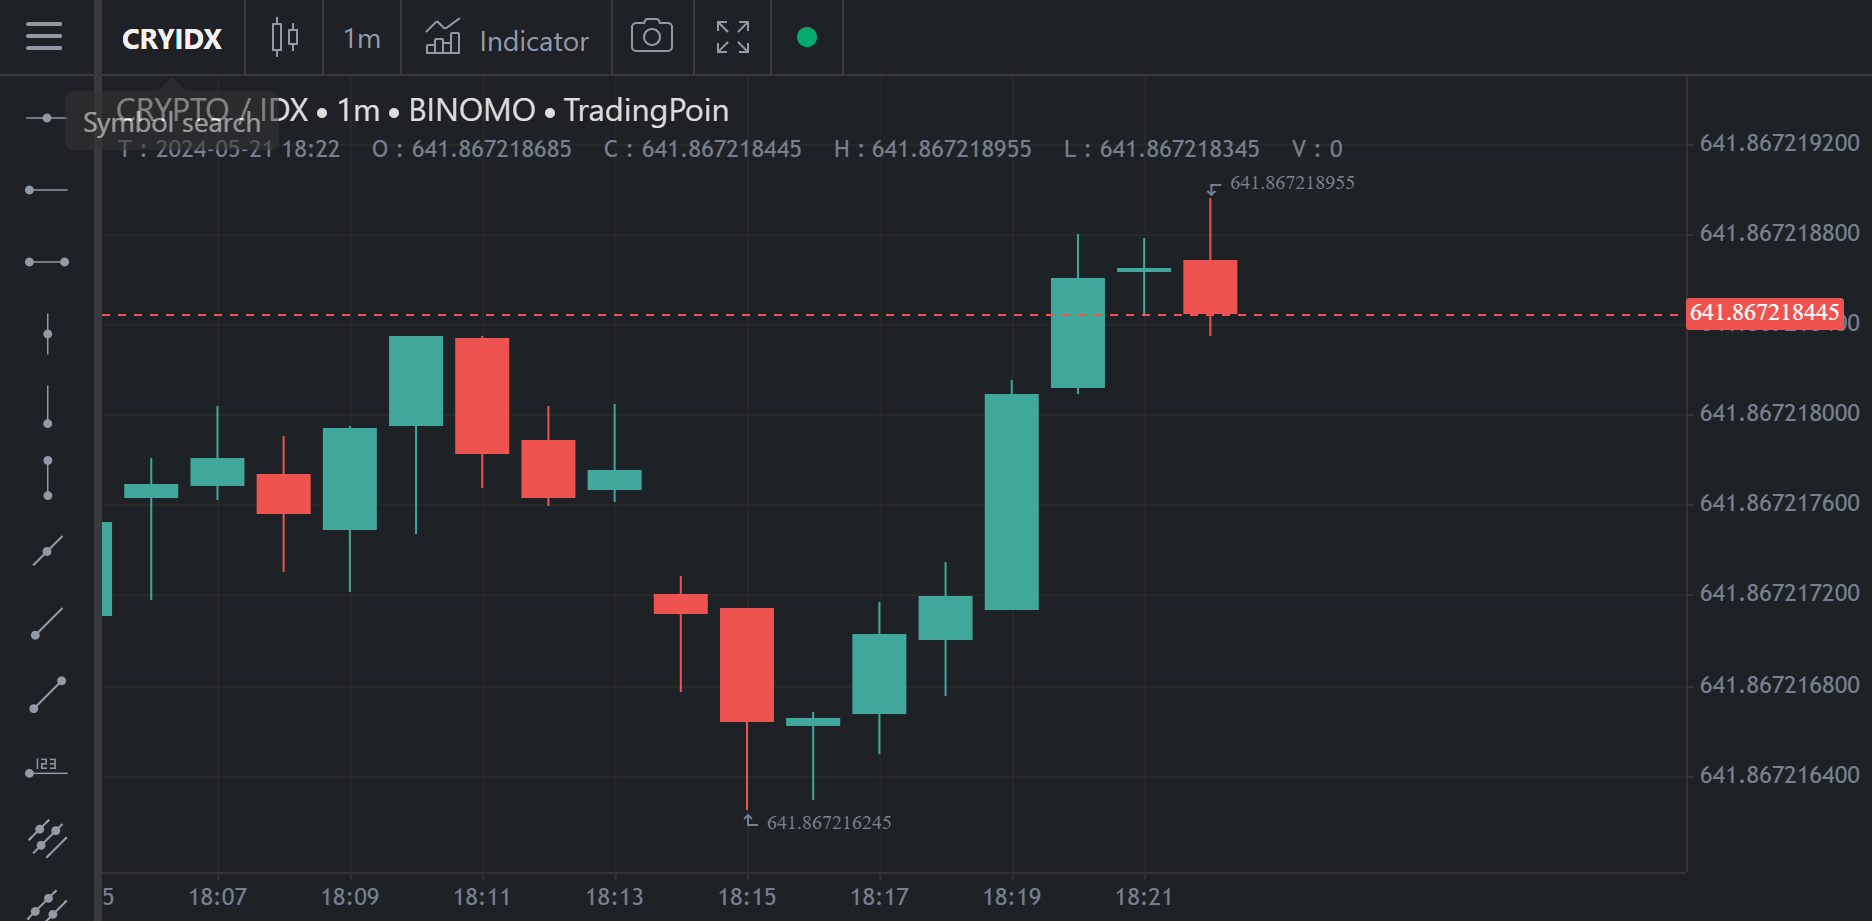 CRYIDX 1m Indicator
CRYPTO / IDX • 1m • BINOMO • TradingPoin
Symbol search
T : 2024-05-21 18:22 O : 641.867218685 C : 641.867218445 H : 641.867218955 L : 641.867218345 V : 0
641.867219200
641.867218955
641.867218800
641.867218445
641.867218000
641.867217600
641.867217200
641.867216800
123
641.867216400
641.867216245
5 18:07 18:09 18:11 18:13 18:15 18:17 18:19 18:21